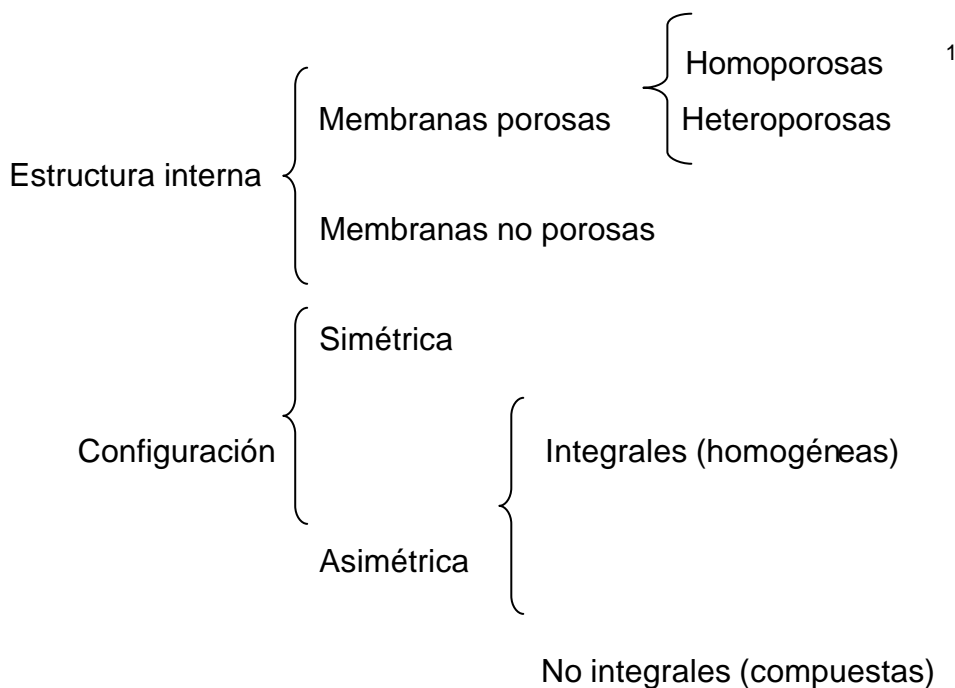 Homoporosas 1
Membranas porosas
Heteroporosas
Estructura interna
Membranas no porosas
Simétrica
Configuración
Integrales (homogéneas)
Asimétrica
No integrales (compuestas)